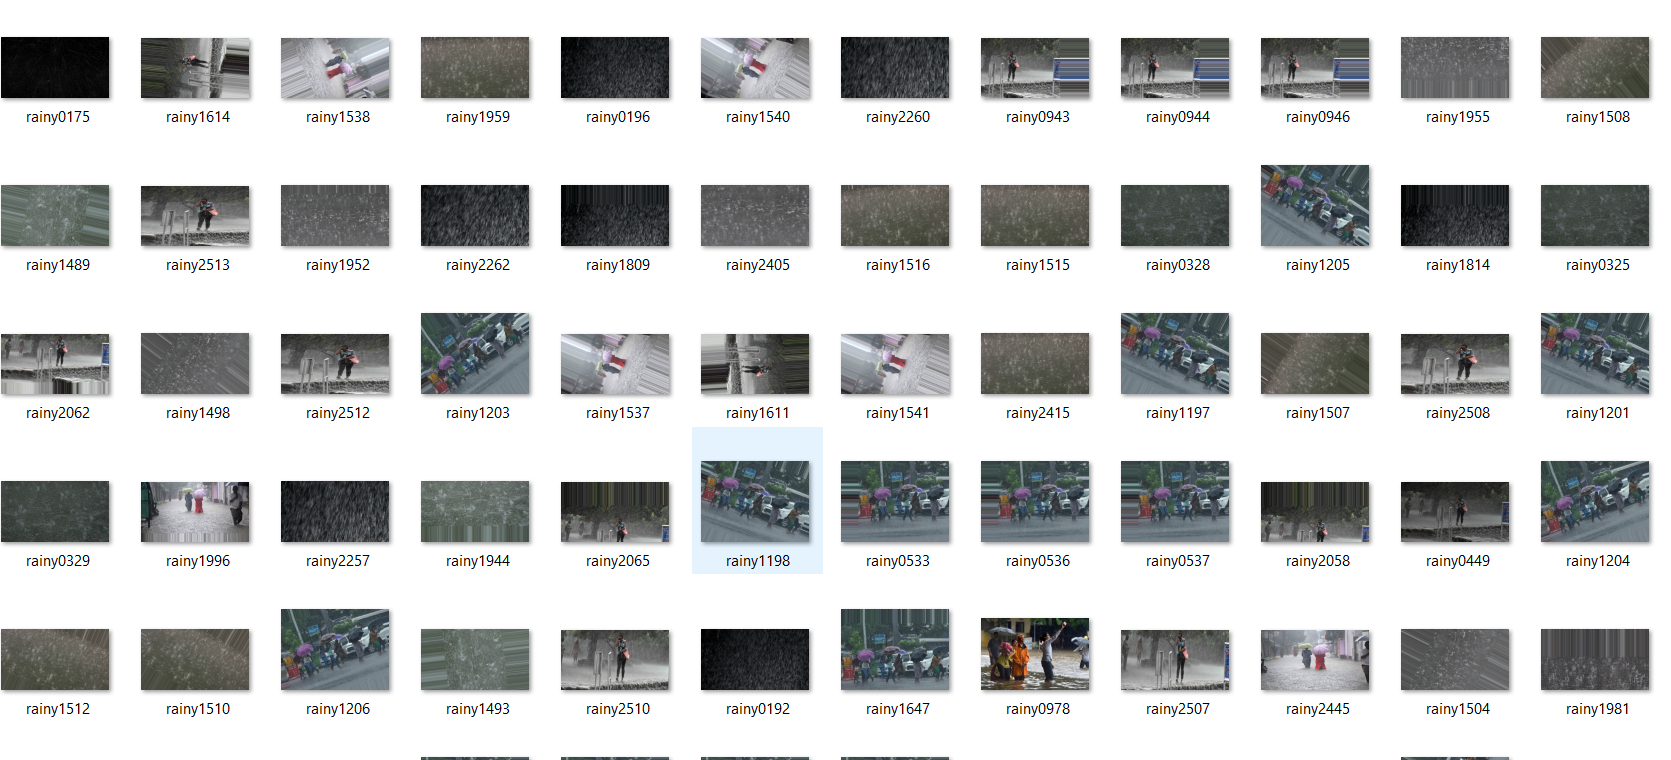 rainy0175 rainy1614 rainy1538 rainy1959 rainy0196 rainy1540 rainy2260 rainy0943 rainy0944 rainy0946 rainy1955 rainy1508
rainy1489 rainy2513 rainy1952 rainy2262 rainy1809 rainy2405 rainy1516 rainy1515 rainy0328 rainy1205 rainy1814 rainy0325
rainy2062 rainy1498 rainy2512 rainy1203 rainy1537 rainy1611 rainy1541 rainy2415 rainy1197 rainy1507 rainy2508 rainy1201
rainy0329 rainy1996 rainy2257 rainy1944 rainy2065 rainy1198 rainy0533 rainy0536 rainy0537 rainy2058 rainy0449 rainy1204
rainy1512 rainy1510 rainy1206 rainy1493 rainy2510 rainy0192 rainy1647 rainy0978 rainy2507 rainy2445 rainy1504 rainy1981